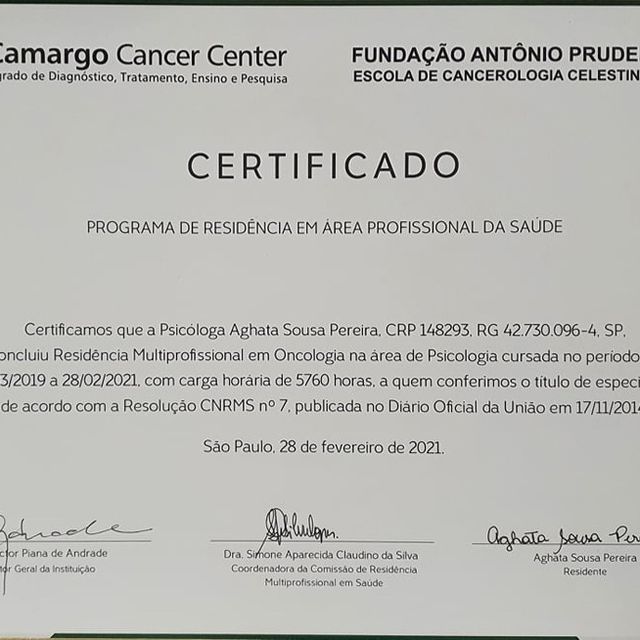 Camargo Cancer Center
grado de Diagnóstico, Tratamento, Ensino e Pesquisa
FUNDAÇÃO ANTÔNIO PRUDE
ESCOLA DE CANCEROLOGIA CELESTIN
CERTIFICADO
PROGRAMA DE RESIDÊNCIA EM ÁREA PROFISSIONAL DA SAÚDE
Certificamos que a Psicóloga Aghata Sousa Pereira, CRP 148293, RG 42.730.096-4, SP,
oncluiu Residência Multiprofissional em Oncologia na área de Psicologia cursada no período
3/2019 a 28/02/2021, com carga horária de 5760 horas, a quem conferimos o título de especi
de acordo com a Resolução CNRMS nº 7, publicada no Diário Oficial da União em 17/11/2014
São Paulo, 28 de fevereiro de 2021.
Aghata Sousa Per
ctor Piana de Andrade
tor Geral da Instituição
Dra. Simone Aparecida Claudino da Silva
Coordenadora da Comissão de Residência
Multiprofissional em Saúde
Aghata Sousa Pereira
Residente